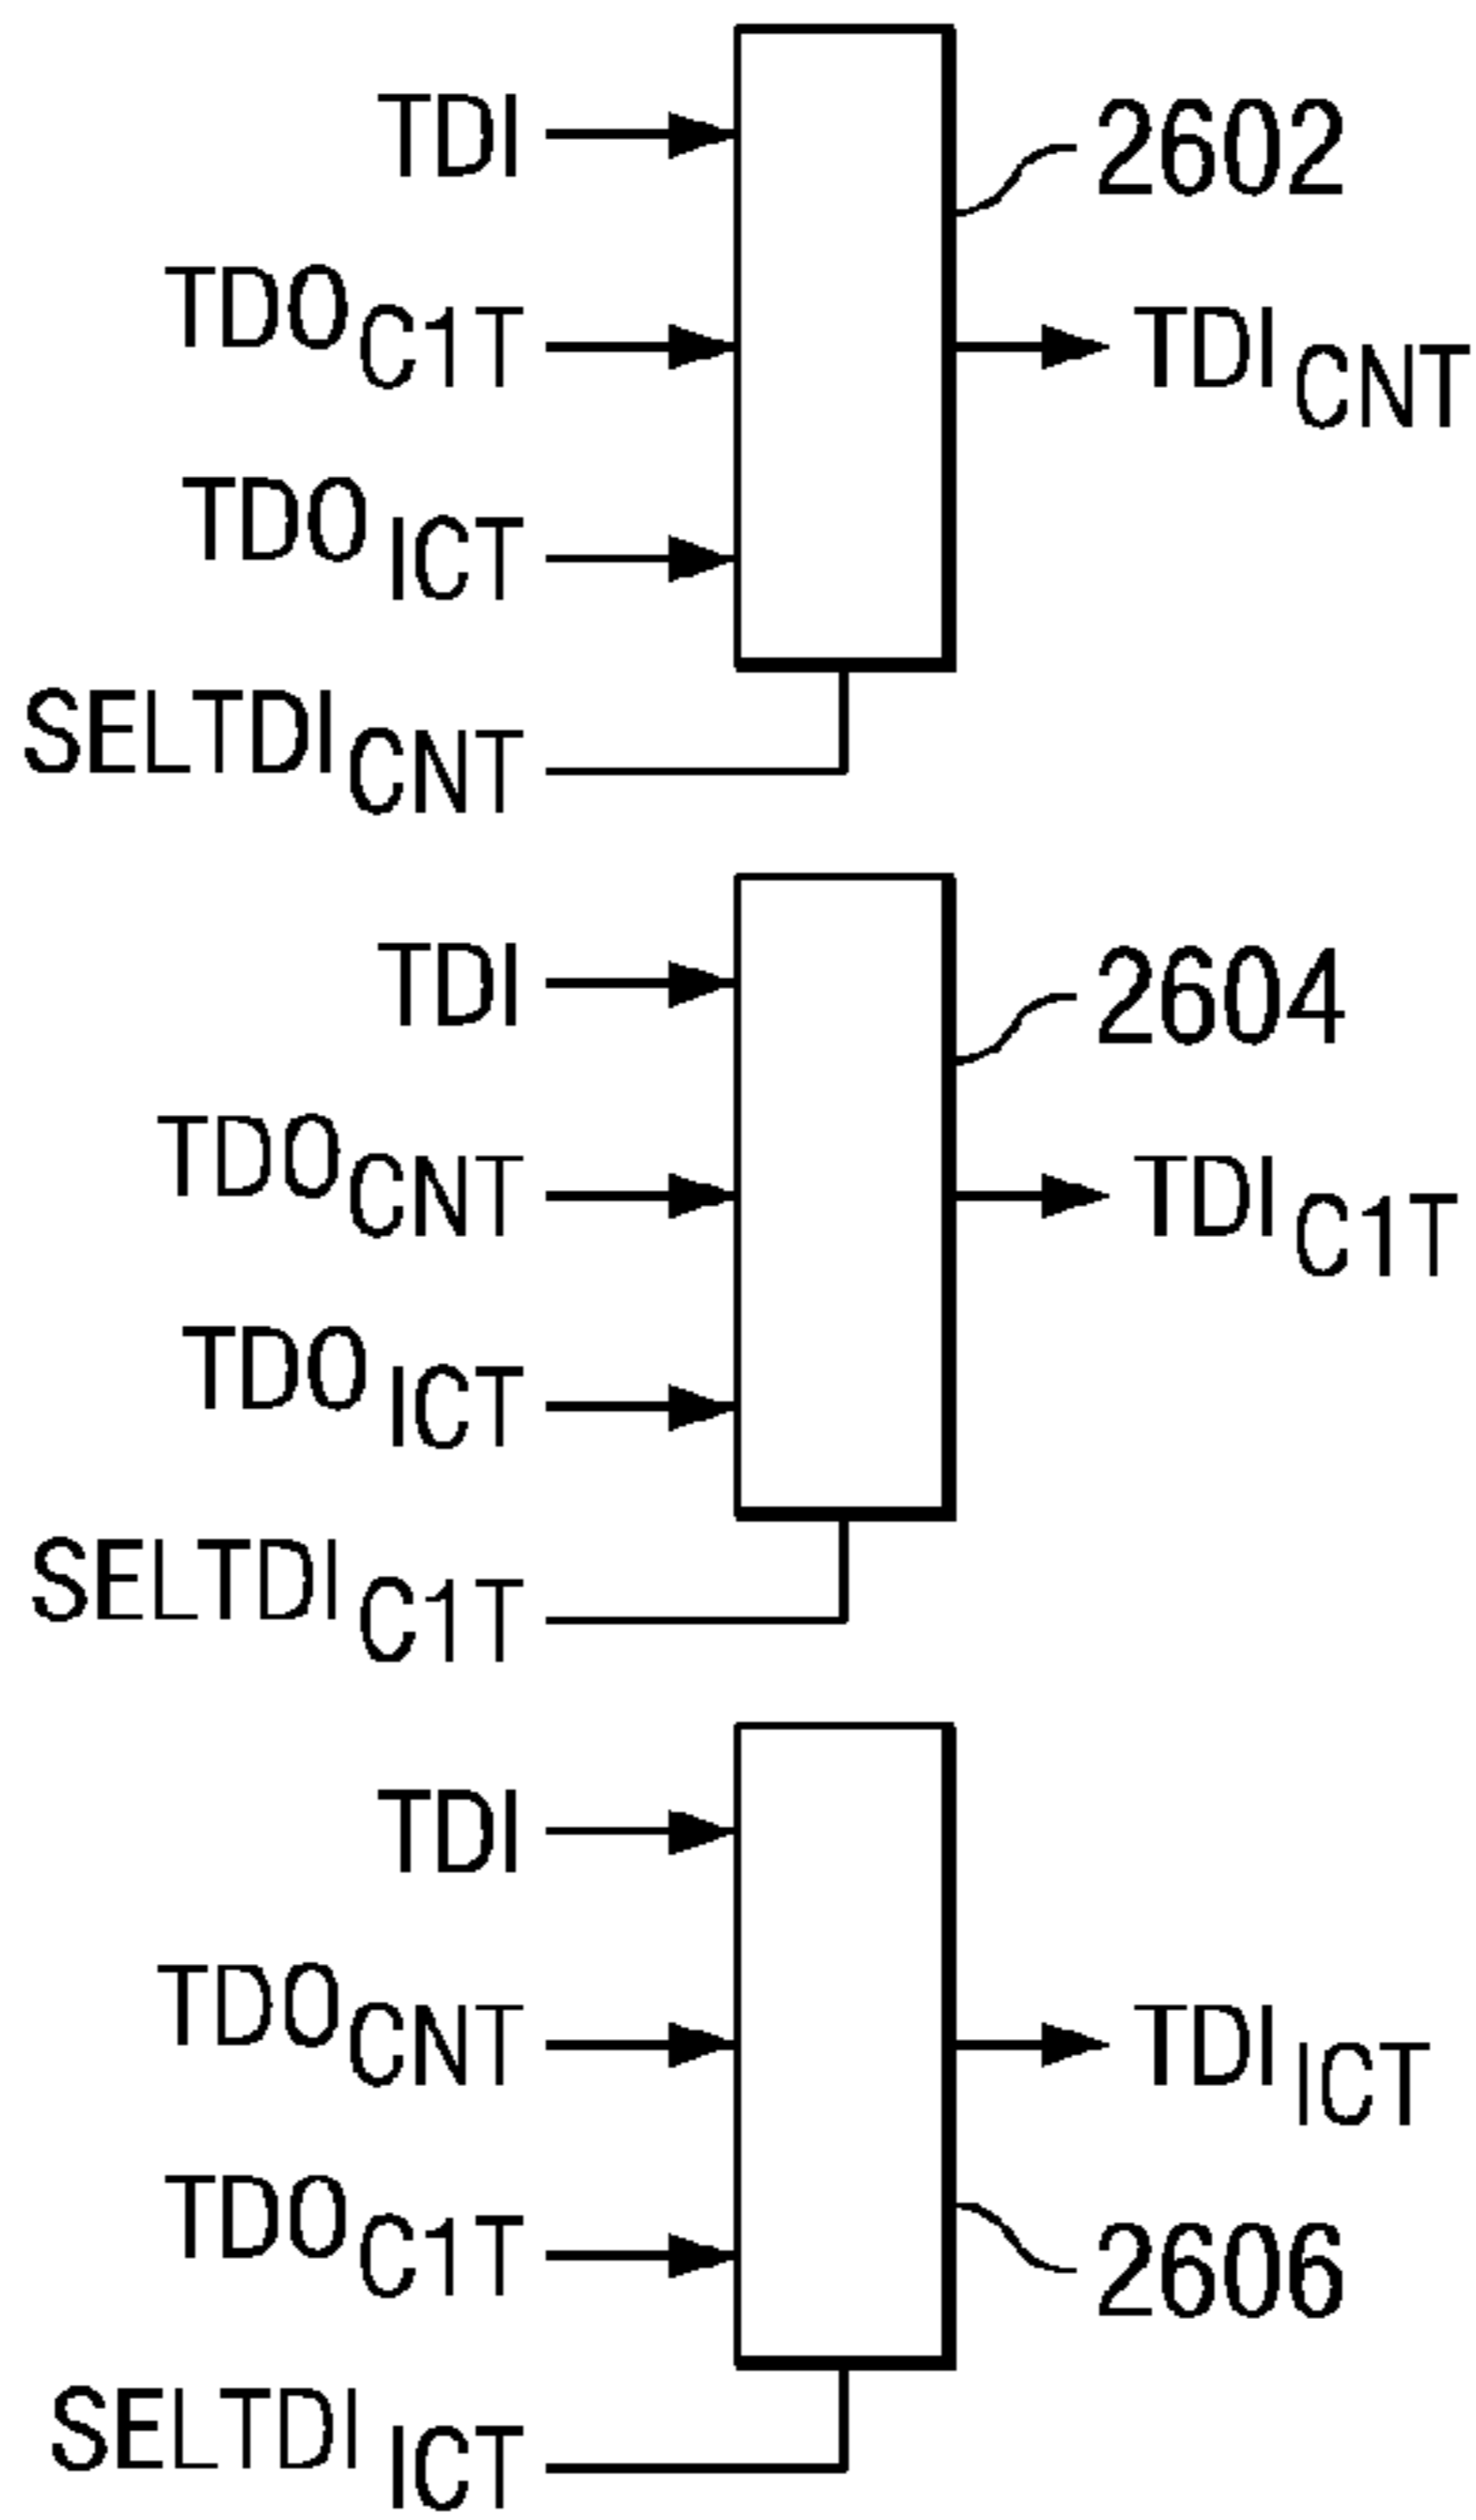 TDI
2602
TDOC1T
TDICNT
TDOICT
SELTDICNT
TDI
2604
TDOCNT
TDIC1T
TDOICT
SELTDIC1T
TDI
TDOCNT
TDIICT
TDOC1T
2606
SELTDIICT